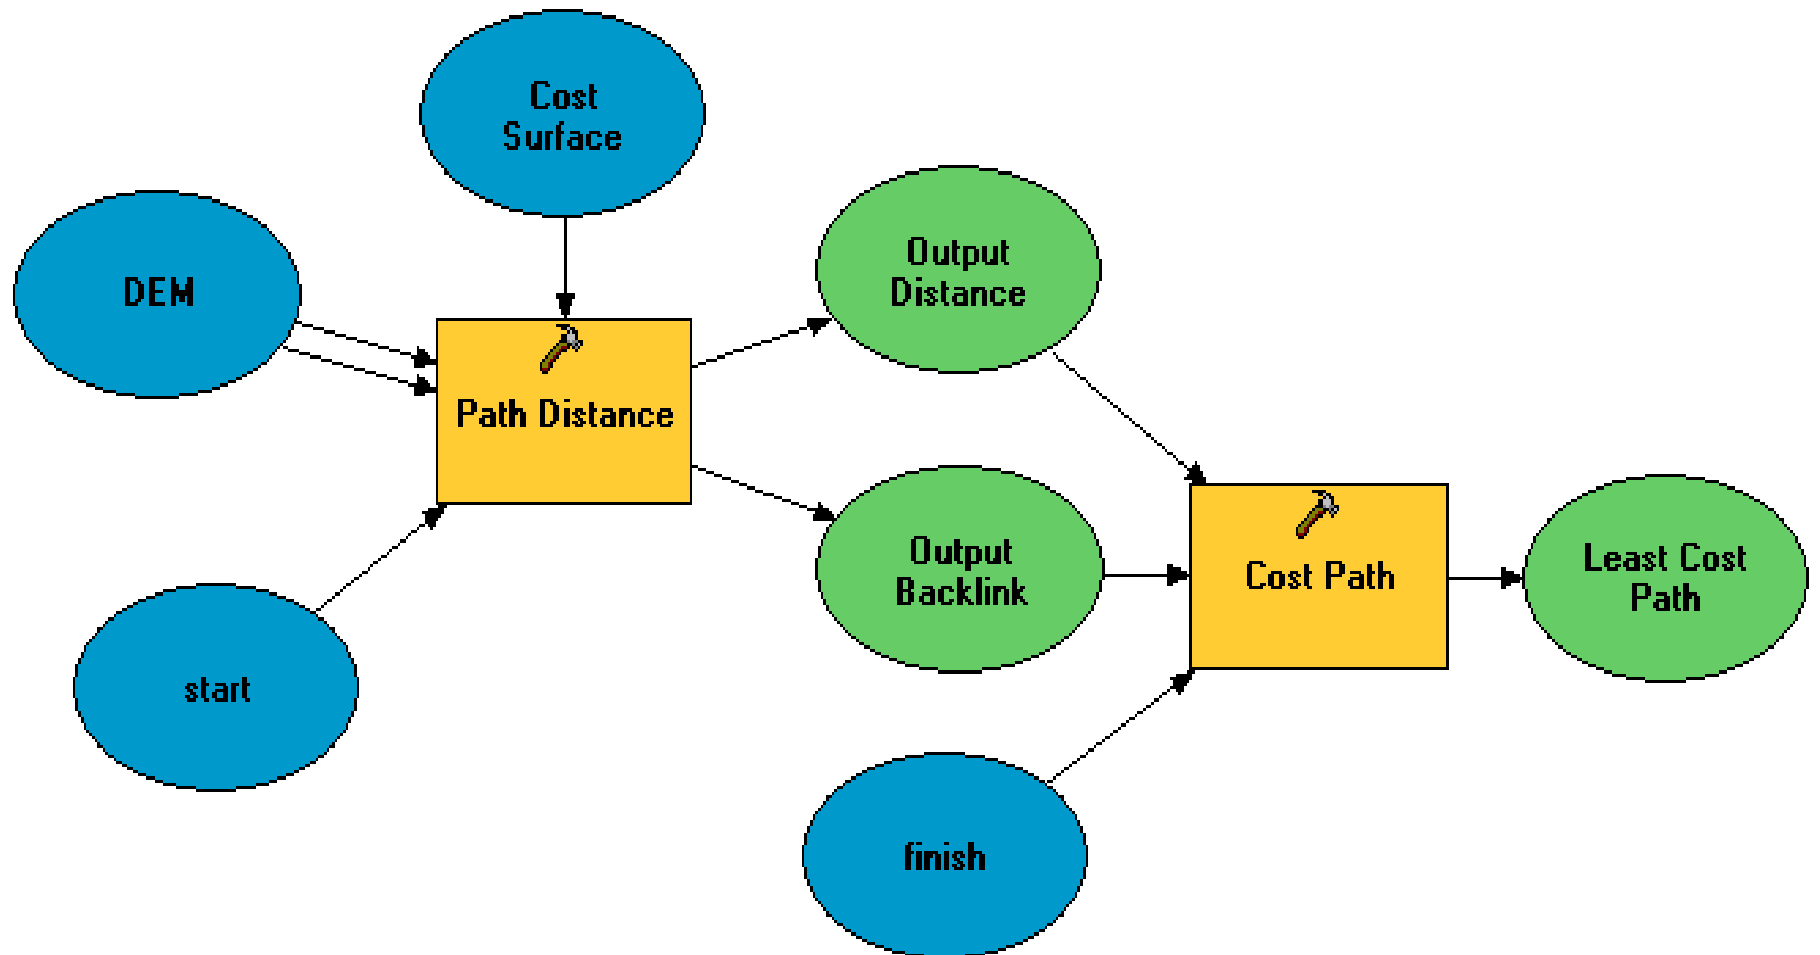 Cost
Surface
DEM
Output
Distance
Path Distance
Output
Backlink
Cost Path
Least Cost
Path
start
finish